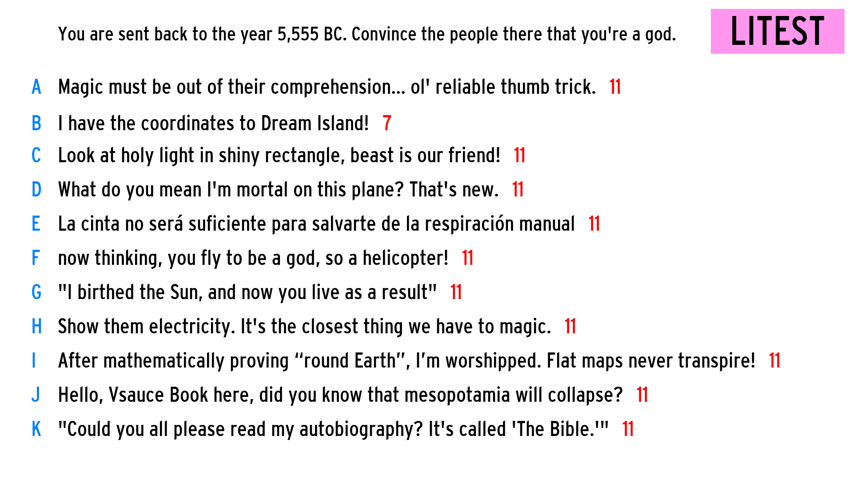 You are sent back to the year 5,555 BC. Convince the people there that you're a god. LITEST
A Magic must be out of their comprehension... ol' reliable thumb trick. 11
B I have the coordinates to Dream Island! 7
C Look at holy light in shiny rectangle, beast is our friend! 11
D What do you mean I'm mortal on this plane? That's new. 11
E La cinta no será suficiente para salvarte de la respiración manual 11
F now thinking, you fly to be a god, so a helicopter! 11
G "I birthed the Sun, and now you live as a result" 11
H Show them electricity. It's the closest thing we have to magic. 11
I After mathematically proving “round Earth”, I’m worshipped. Flat maps never transpire! 11
J Hello, Vsauce Book here, did you know that mesopotamia will collapse? 11
K "Could you all please read my autobiography? It's called 'The Bible.'" 11